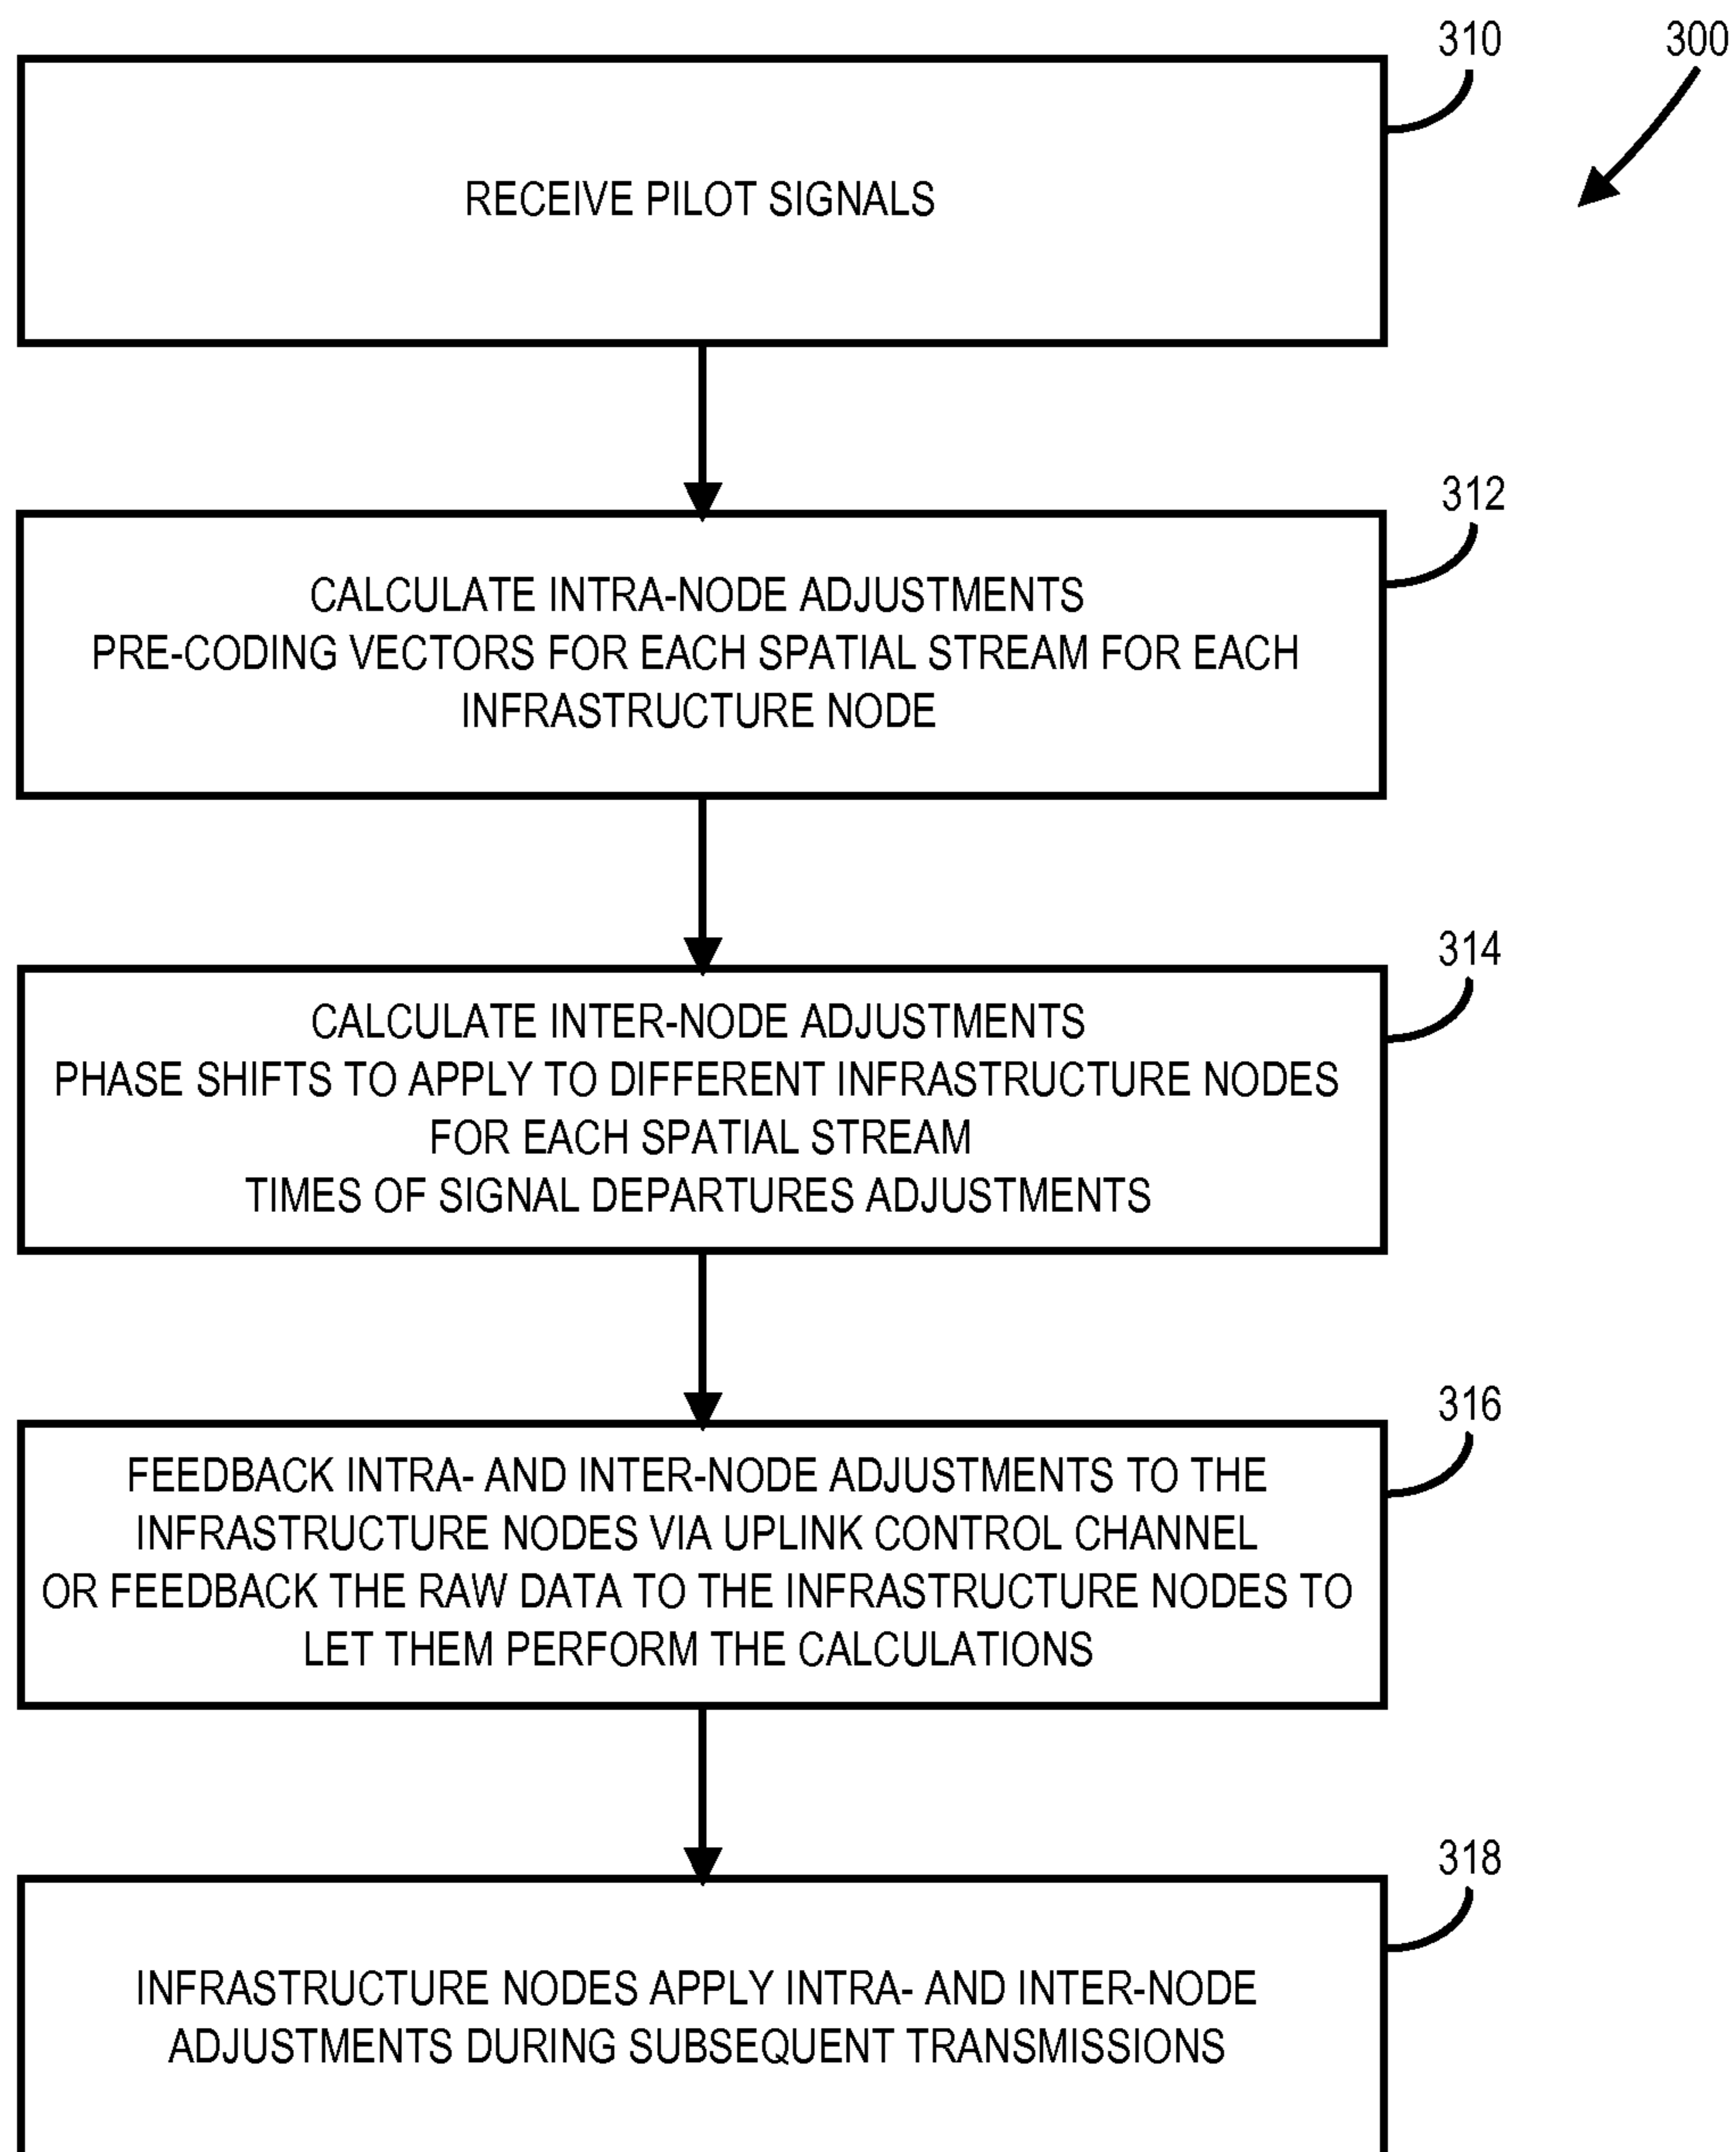 310
300
RECEIVE PILOT SIGNALS
312
CALCULATE INTRA-NODE ADJUSTMENTS
PRE-CODING VECTORS FOR EACH SPATIAL STREAM FOR EACH
INFRASTRUCTURE NODE
314
CALCULATE INTER-NODE ADJUSTMENTS
PHASE SHIFTS TO APPLY TO DIFFERENT INFRASTRUCTURE NODES
FOR EACH SPATIAL STREAM
TIMES OF SIGNAL DEPARTURES ADJUSTMENTS
316
FEEDBACK INTRA- AND INTER-NODE ADJUSTMENTS TO THE
INFRASTRUCTURE NODES VIA UPLINK CONTROL CHANNEL
OR FEEDBACK THE RAW DATA TO THE INFRASTRUCTURE NODES TO
LET THEM PERFORM THE CALCULATIONS
318
INFRASTRUCTURE NODES APPLY INTRA- AND INTER-NODE
ADJUSTMENTS DURING SUBSEQUENT TRANSMISSIONS